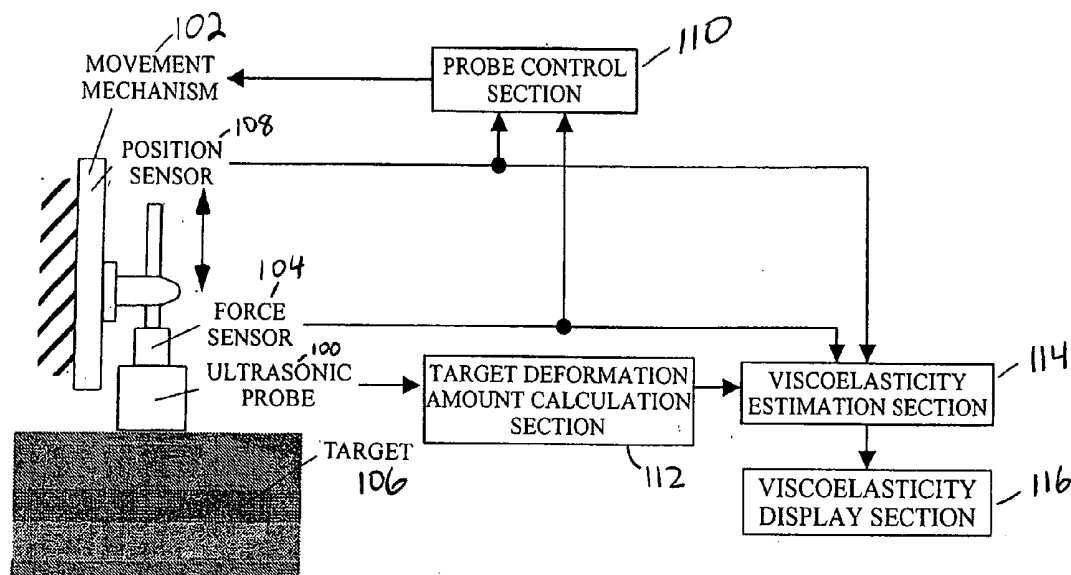 102
MOVEMENT
MECHANISM
110
PROBE CONTROL
SECTION
108
POSITION
SENSOR
104
FORCE
SENSOR
100
ULTRASONIC
PROBE
TARGET DEFORMATION
AMOUNT CALCULATION
SECTION
112
VISCOELASTICITY
ESTIMATION SECTION
114
TARGET
106
VISCOELASTICITY
DISPLAY SECTION
116